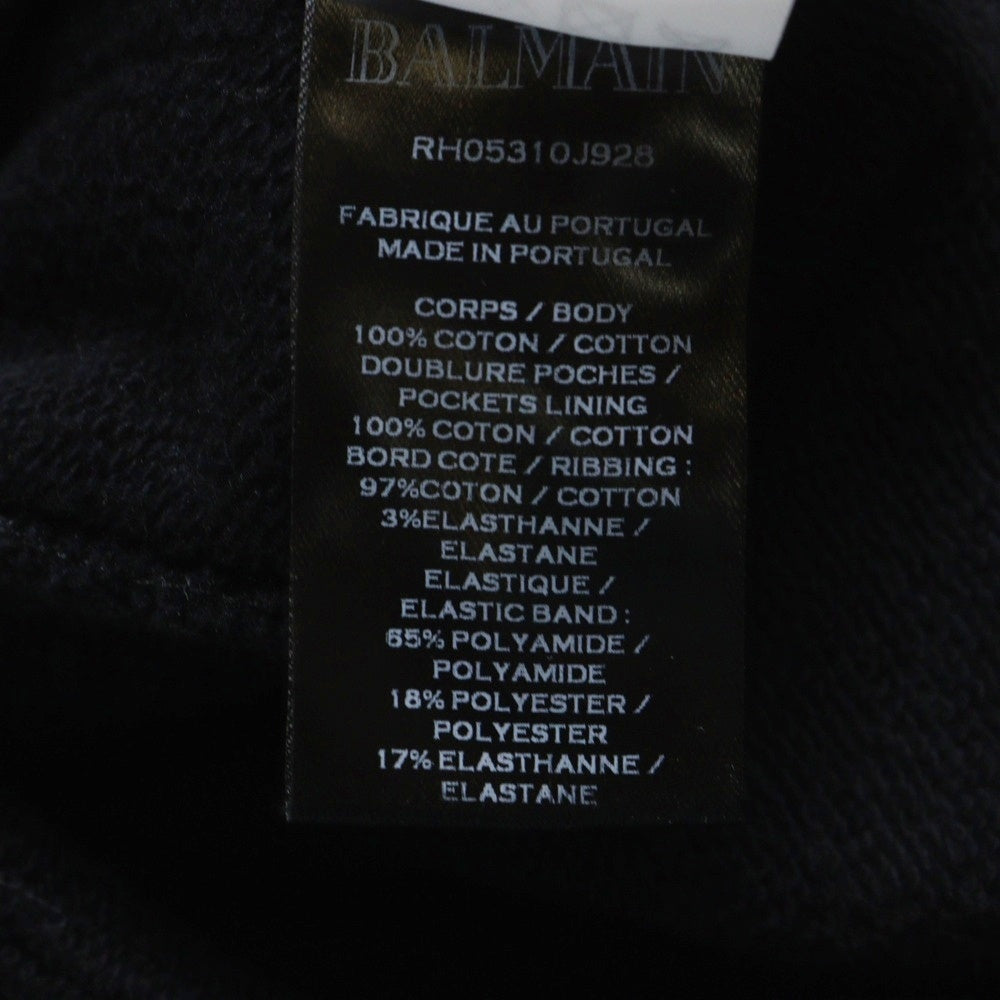 BALMAIN
RH05310J928
FABRIQUE AU PORTUGAL
MADE IN PORTUGAL
CORPS / BODY
100% COTON / COTTON
DOUBLURE POCHES /
POCKETS LINING
100% COTON / COTTON
BORD COTE / RIBBING :
97%COTON / COTTON
3%ELASTHANNE /
ELASTANE
ELASTIQUE /
ELASTIC BAND :
65% POLYAMIDE /
POLYAMIDE
18% POLYESTER /
POLYESTER
17% ELASTHANNE /
ELASTANE